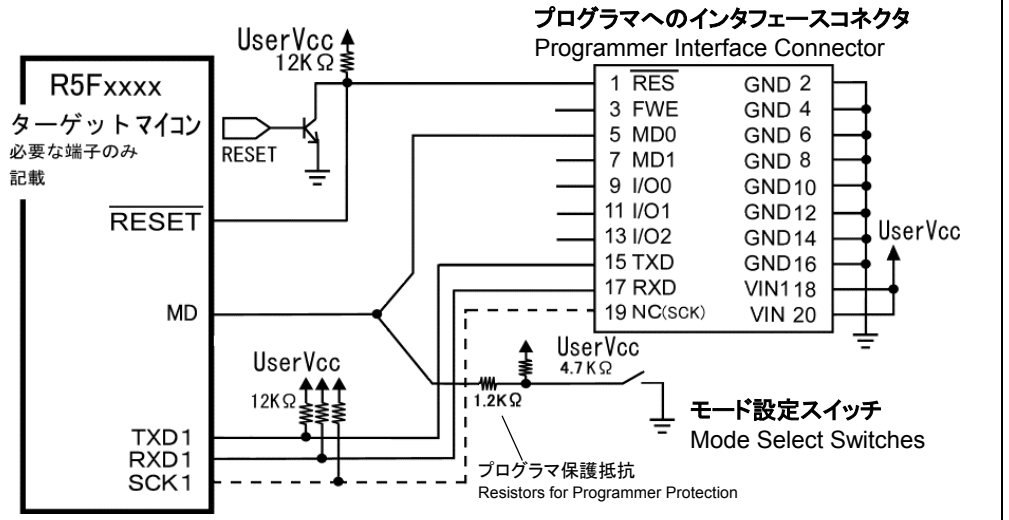 プログラマへのインタフェースコネクタ
Programmer Interface Connector
UserVcc
12KΩ
R5Fxxxx
ターゲットマイコン
必要な端子のみ
記載
RESET
RESET
MD
TXD1
RXD1
SCK1
1 RES GND 2
3 FWE GND 4
5 MD0 GND 6
7 MD1 GND 8
9 I/O0 GND10
11 I/O1 GND12
13 I/O2 GND14
15 TXD GND16
17 RXD VIN118
19 NC(SCK) VIN 20
UserVcc
UserVcc
12KΩ
UserVcc
4.7KΩ
1.2KΩ
モード設定スイッチ
Mode Select Switches
プログラマ保護抵抗
Resistors for Programmer Protection